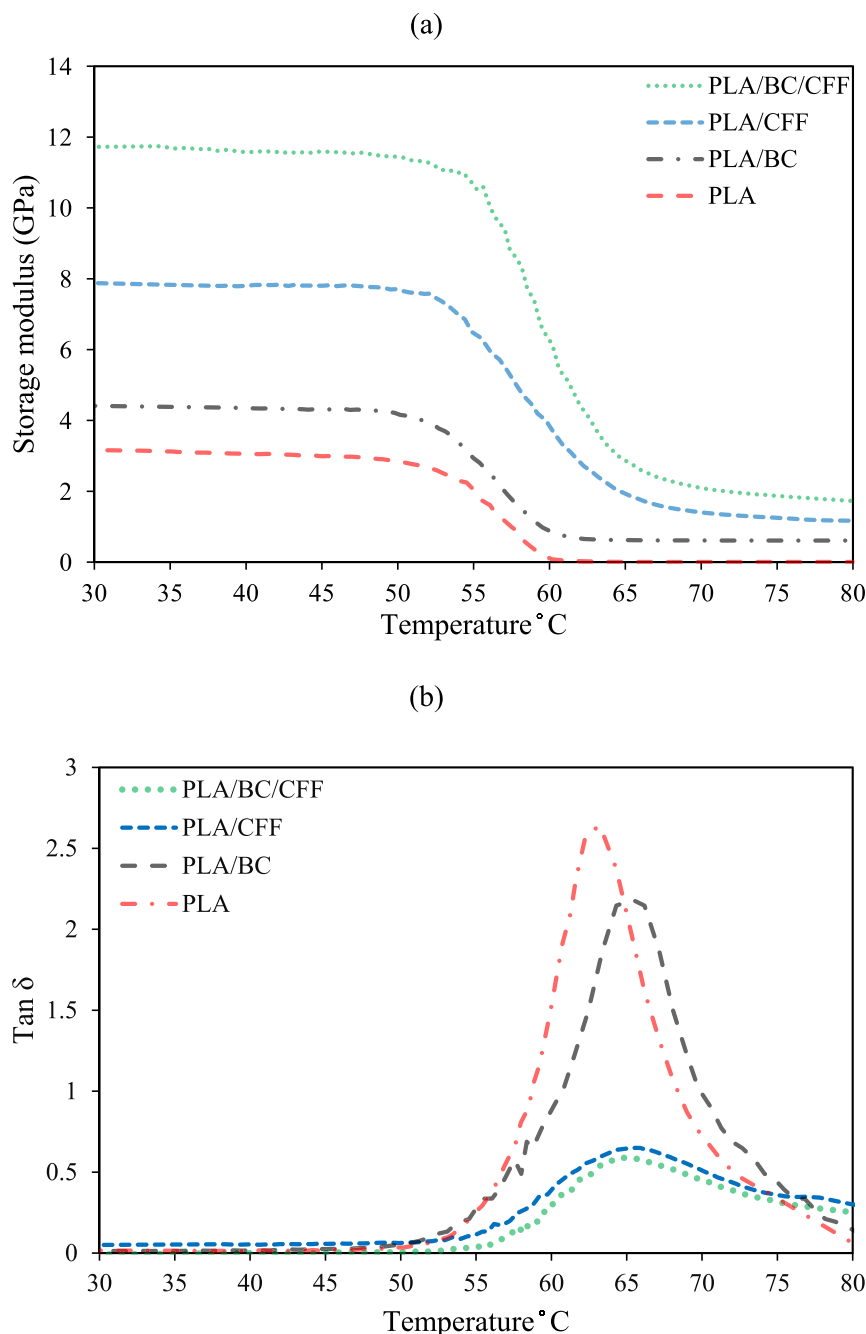 (a)
14
12
10
8
6
4
2
0
Storage modulus (GPa)
PLA/BC/CFF
PLA/CFF
PLA/BC
PLA
30 35 40 45 50 55 60 65 70 75 80
Temperature°C
(b)
3
2.5
2
1.5
1
0.5
0
Tan δ
PLA/BC/CFF
PLA/CFF
PLA/BC
PLA
30 35 40 45 50 55 60 65 70 75 80
Temperature°C